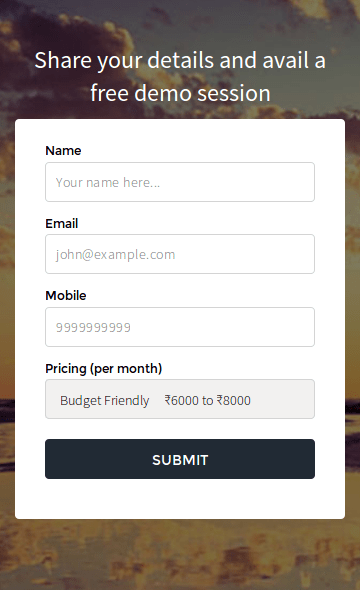 Share your details and avail a
free demo session
Name
Your name here...
Email
john@example.com
Mobile
9999999999
Pricing (per month)
Budget Friendly ₹6000 to ₹8000
SUBMIT